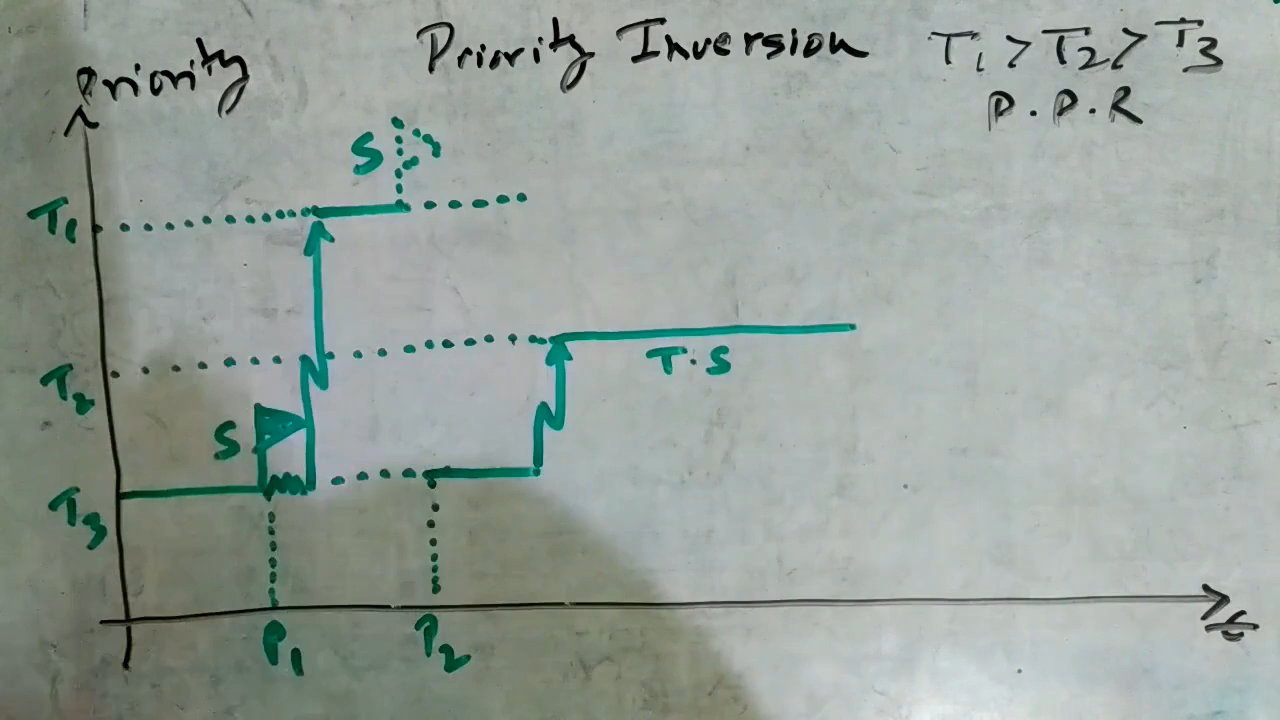 Priority
Priority Inversion T1 > T2 > T3
P.P.R
S
T1
T2
T.S
S
T3
P1
P2
t